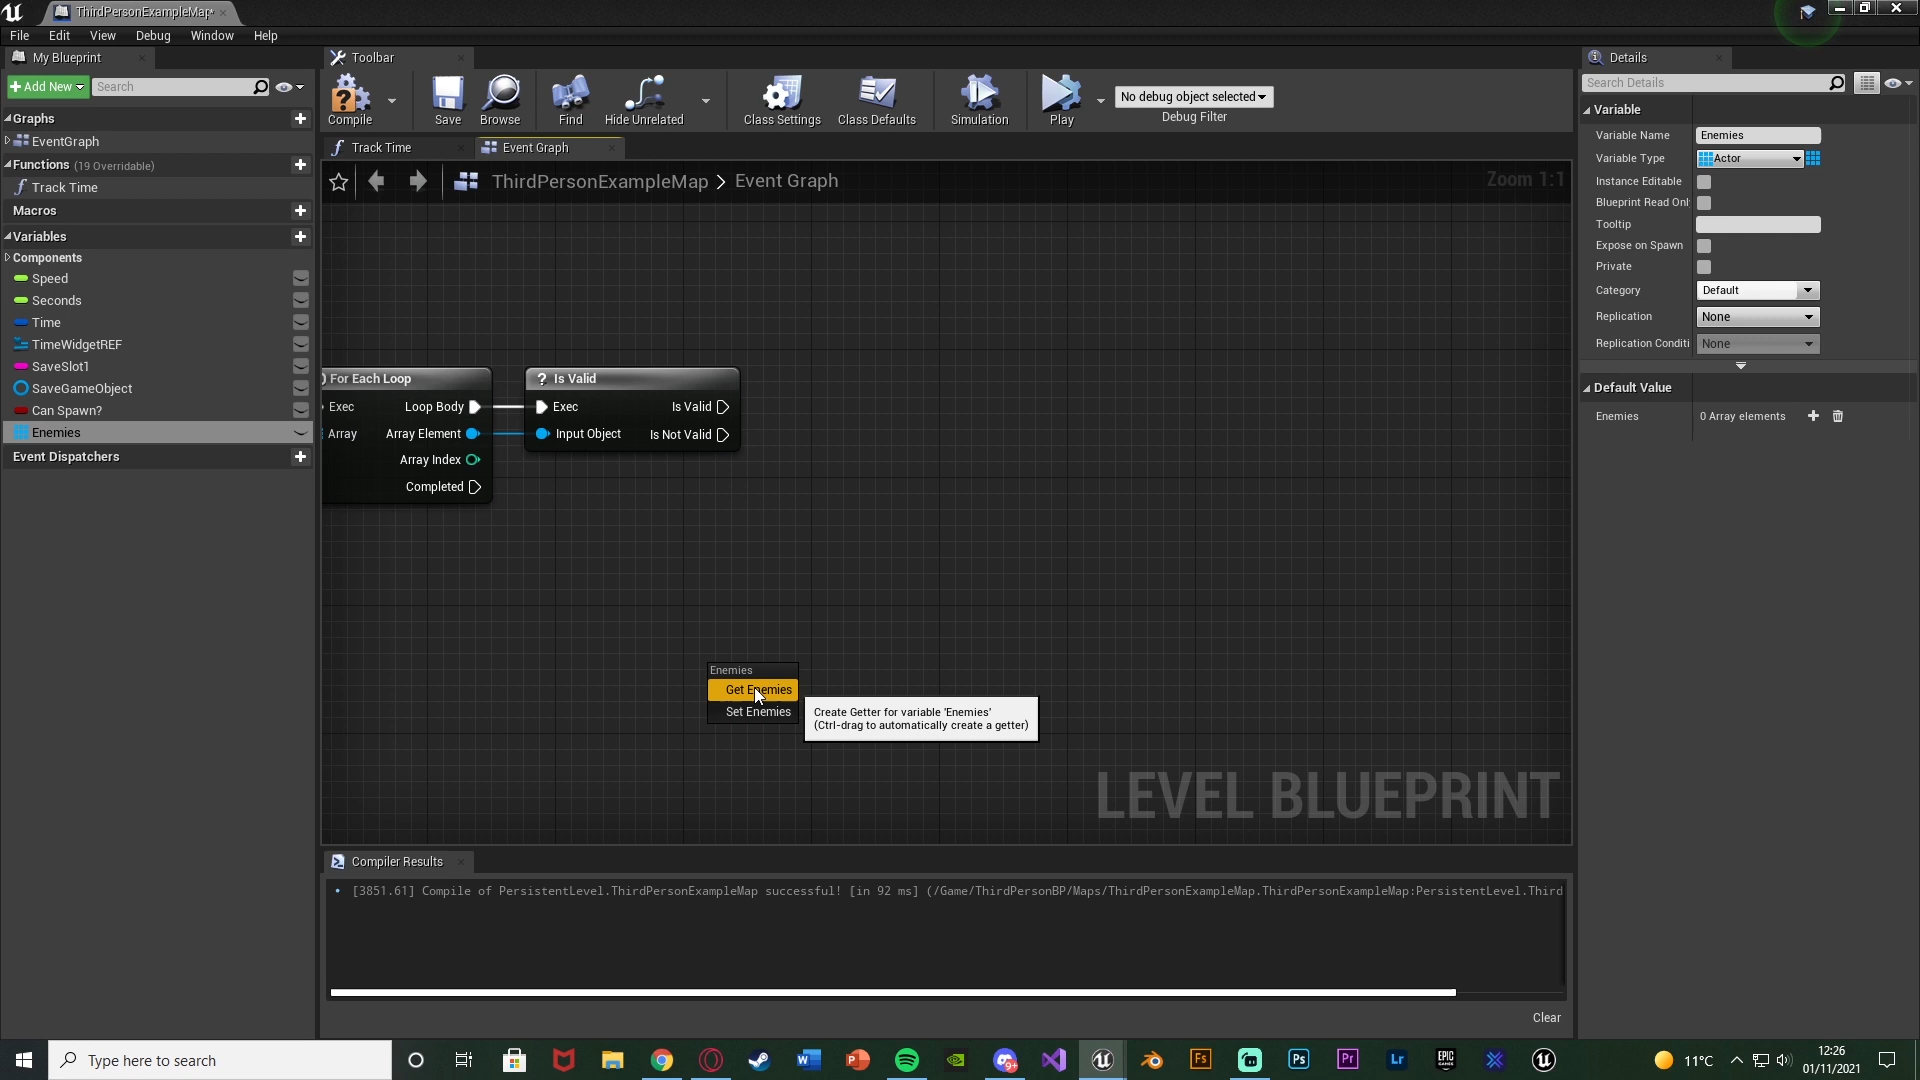 ThirdPersonExampleMap*
File Edit View Debug Window Help
My Blueprint
Toolbar
Details
Add New
Search
Compile
Save
Browse
Find
Hide Unrelated
Class Settings
Class Defaults
Simulation
Play
No debug object selected
Debug Filter
Search Details
Graphs
EventGraph
Functions (19 Overridable)
Track Time
Macros
Variables
Components
Speed
Seconds
Time
TimeWidgetREF
SaveSlot1
SaveGameObject
Can Spawn?
Enemies
Event Dispatchers
Track Time
Event Graph
ThirdPersonExampleMap > Event Graph
Zoom 1:1
For Each Loop
Exec Loop Body
Array Array Element
Array Index
Completed
? Is Valid
Exec Is Valid
Input Object Is Not Valid
Enemies
Get Enemies
Set Enemies
Create Getter for variable 'Enemies'
(Ctrl-drag to automatically create a getter)
LEVEL BLUEPRINT
Variable
Variable Name Enemies
Variable Type Actor
Instance Editable
Blueprint Read Onl
Tooltip
Expose on Spawn
Private
Category Default
Replication None
Replication Conditi None
Default Value
Enemies 0 Array elements
Compiler Results
[3851.61] Compile of PersistentLevel.ThirdPersonExampleMap successful! [in 92 ms] (/Game/ThirdPersonBP/Maps/ThirdPersonExampleMap.ThirdPersonExampleMap:PersistentLevel.Third
Clear
Type here to search
Fs
Ps
Pr
Lr
EPIC GAMES
9+
11°C
12:26
01/11/2021